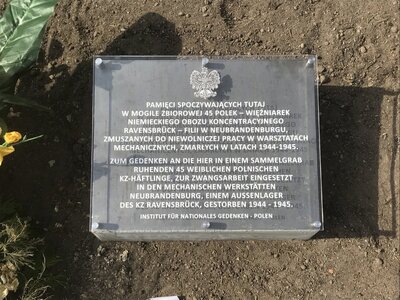 PAMIĘCI SPOCZYWAJĄCYCH TUTAJ
W MOGILE ZBIOROWEJ 45 POLEK – WIĘŹNIAREK
NIEMIECKIEGO OBOZU KONCENTRACYJNEGO
RAVENSBRÜCK – FILII W NEUBRANDENBURGU,
ZMUSZANYCH DO NIEWOLNICZEJ PRACY W WARSZTATACH
MECHANICZNYCH, ZMARŁYCH W LATACH 1944-1945.
ZUM GEDENKEN AN DIE HIER IN EINEM SAMMELGRAB
RUHENDEN 45 WEIBLICHEN POLNISCHEN
KZ-HÄFTLINGE, ZUR ZWANGSARBEIT EINGESETZT
IN DEN MECHANISCHEN WERKSTÄTTEN
NEUBRANDENBURG, EINEM AUSSENLAGER
DES KZ RAVENSBRÜCK, GESTORBEN 1944 - 1945.
INSTITUT FÜR NATIONALES GEDENKEN - POLEN